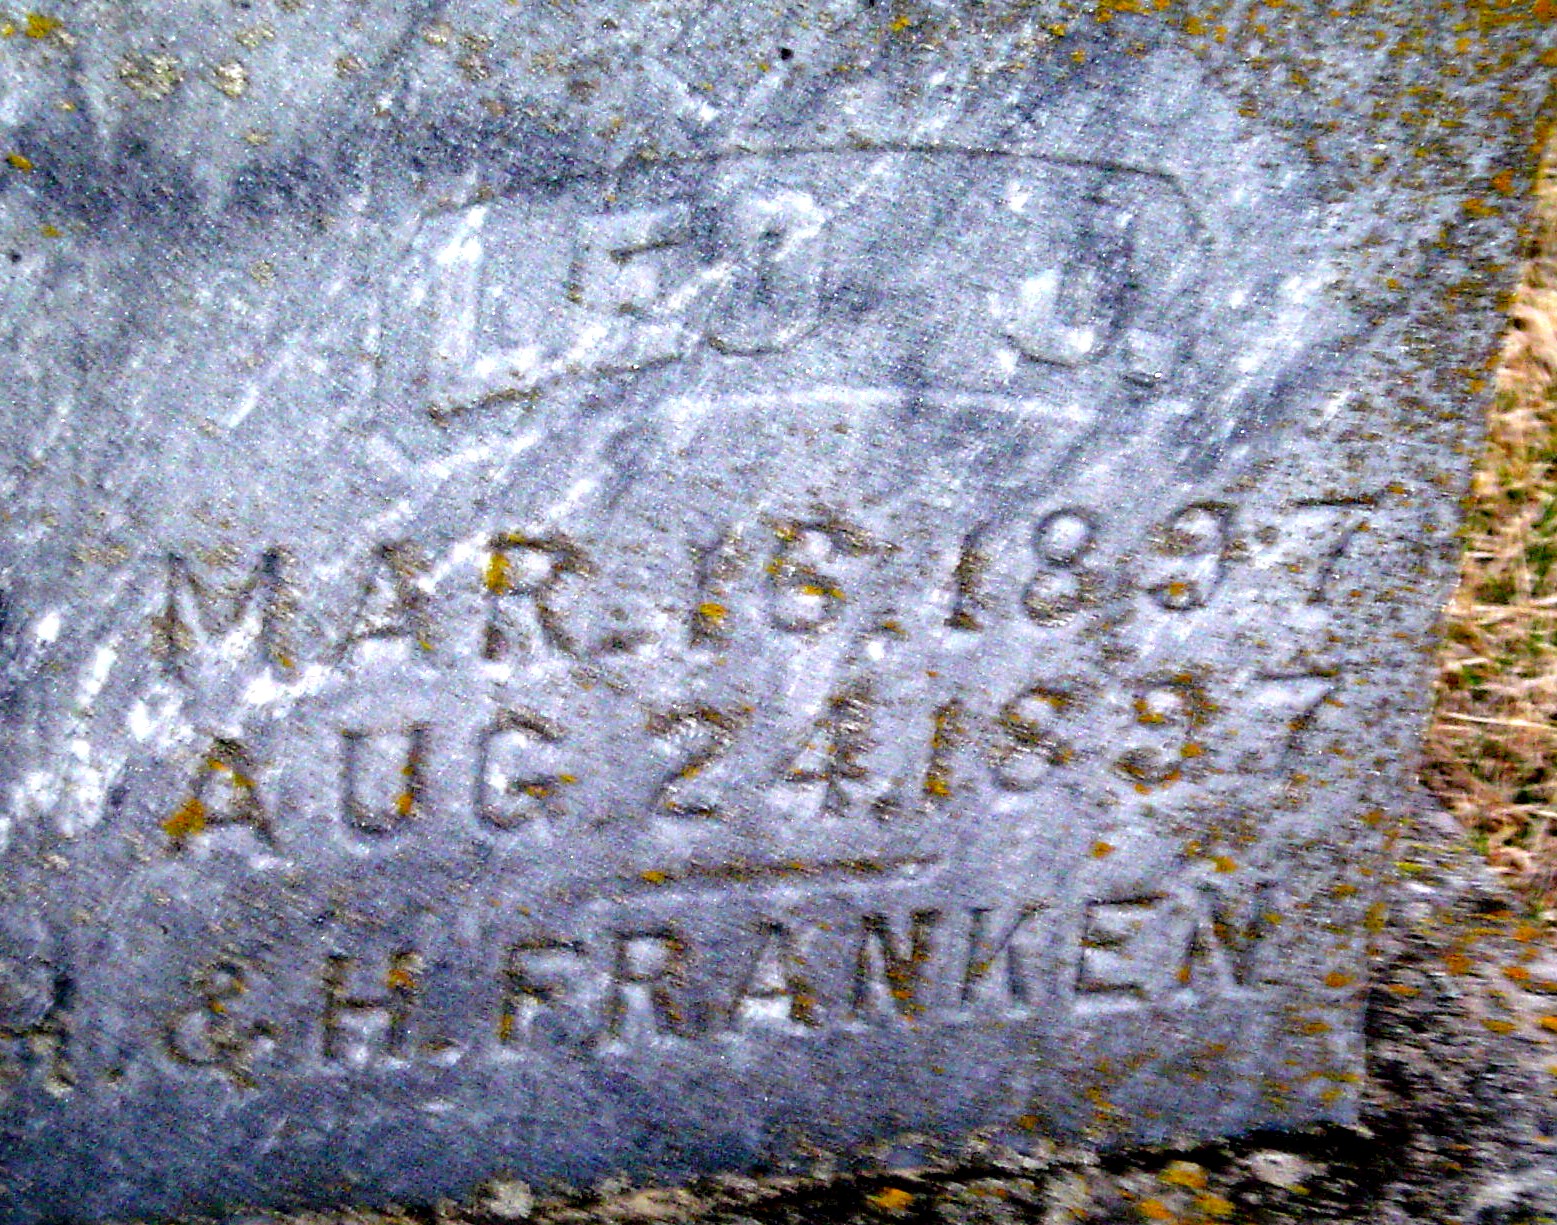 LEO J.
MAR. 16, 1897
AUG 24, 1897
& H. FRANKEN